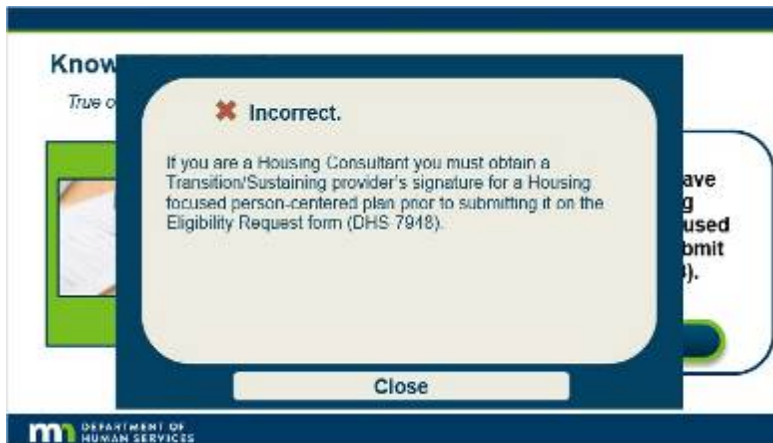 Know
True o
✖ Incorrect.
If you are a Housing Consultant you must obtain a
Transition/Sustaining provider's signature for a Housing
focused person-centered plan prior to submitting it on the
Eligibility Request form (DHS 7948).
ave
g
used
bmit
).
Close
DEPARTMENT OF
HUMAN SERVICES